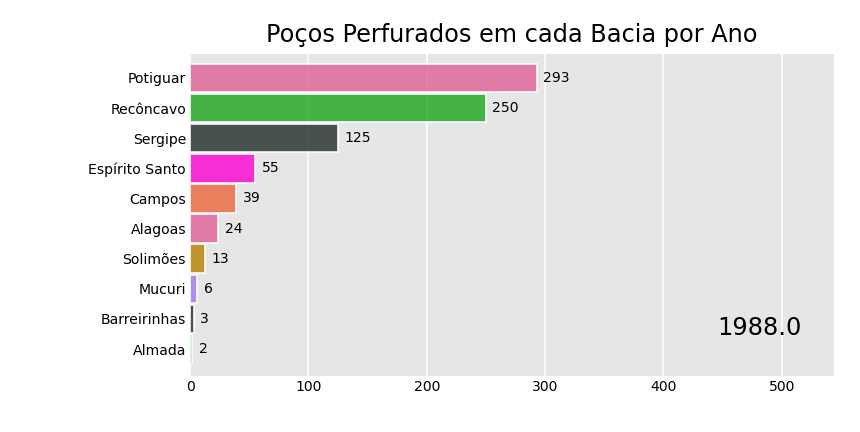 Poços Perfurados em cada Bacia por Ano
Potiguar 293
Recôncavo 250
Sergipe 125
Espírito Santo 55
Campos 39
Alagoas 24
Solimões 13
Mucuri 6
Barreirinhas 3
1988.0
Almada 2
0 100 200 300 400 500